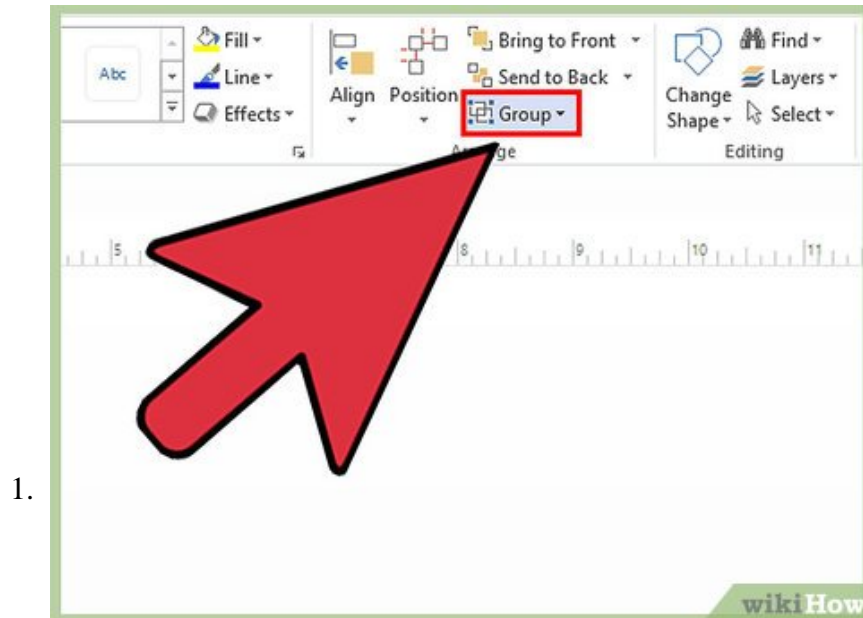 Fill
Bring to Front
Find
Abc
Line
Send to Back
Layers
Effects
Align
Position
Group
Change
Shape
Select
Editing
5
8
9
10
11
1.
wikiHow